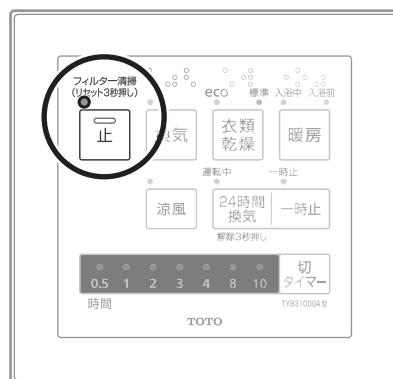 フィルター清掃
(リセット3秒押し)
eco 標準 入浴中 入浴前
止 換気 衣類乾燥 暖房
運転中 一時止
涼風 24時間換気 一時止
解除3秒押し
0.5 1 2 3 4 8 10 切タイマー
時間 TYB3100GA型
TOTO